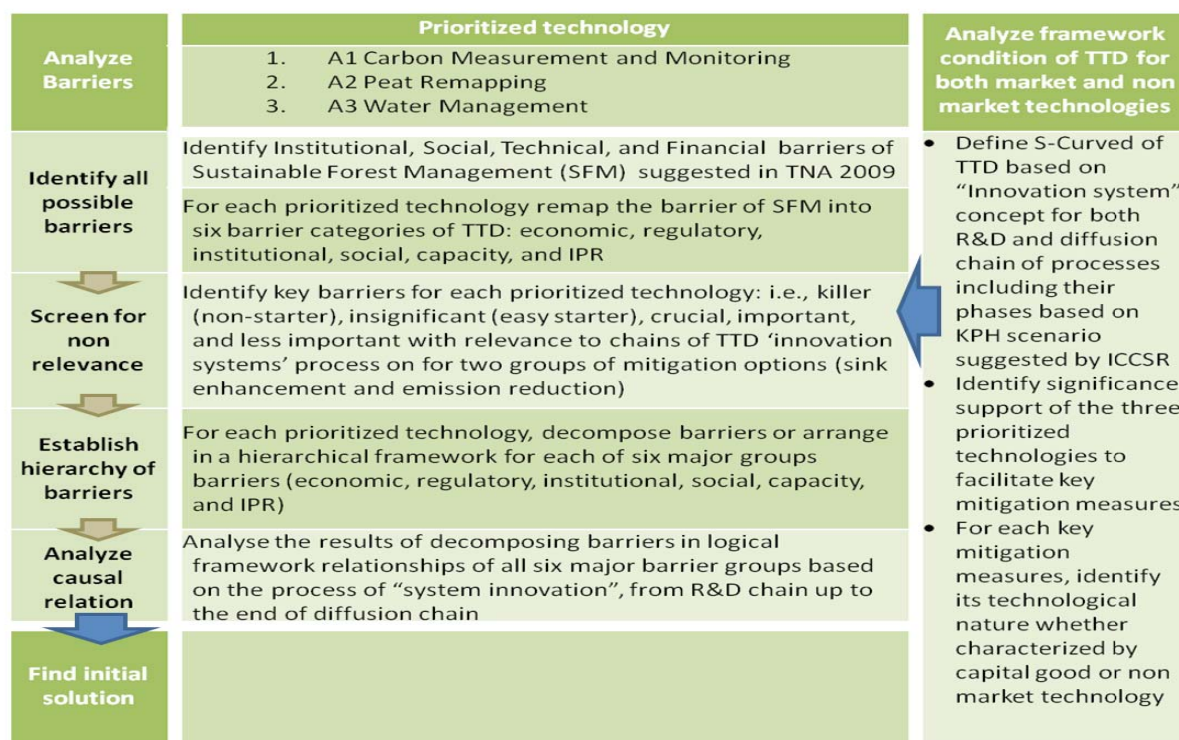 Analyze
Barriers
Prioritized technology
1. A1 Carbon Measurement and Monitoring
2. A2 Peat Remapping
3. A3 Water Management
Identify all
possible
barriers
Identify Institutional, Social, Technical, and Financial barriers of
Sustainable Forest Management (SFM) suggested in TNA 2009
For each prioritized technology remap the barrier of SFM into
six barrier categories of TTD: economic, regulatory,
institutional, social, capacity, and IPR
Screen for
non
relevance
Identify key barriers for each prioritized technology: i.e., killer
(non-starter), insignificant (easy starter), crucial, important,
and less important with relevance to chains of TTD ‘innovation
systems’ process on for two groups of mitigation options (sink
enhancement and emission reduction)
Establish
hierarchy of
barriers
For each prioritized technology, decompose barriers or arrange
in a hierarchical framework for each of six major groups
barriers (economic, regulatory, institutional, social, capacity,
and IPR)
Analyze
causal
relation
Analyse the results of decomposing barriers in logical
framework relationships of all six major barrier groups based
on the process of “system innovation”, from R&D chain up to
the end of diffusion chain
Find initial
solution
Analyze framework
condition of TTD for
both market and non
market technologies
• Define S-Curved of
TTD based on
“Innovation system”
concept for both
R&D and diffusion
chain of processes
including their
phases based on
KPH scenario
suggested by ICCSR
• Identify significance
support of the three
prioritized
technologies to
facilitate key
mitigation measures
• For each key
mitigation
measures, identify
its technological
nature whether
characterized by
capital good or non
market technology